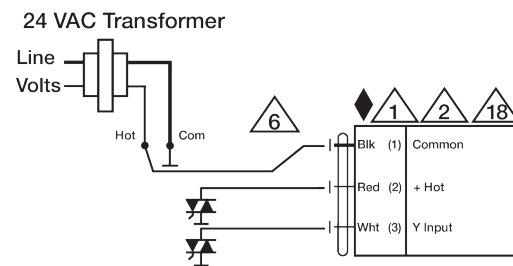 24 VAC Transformer
Line
Volts
Hot
Com
6
1
2
18
Blk (1) Common
Red (2) + Hot
Wht (3) Y Input